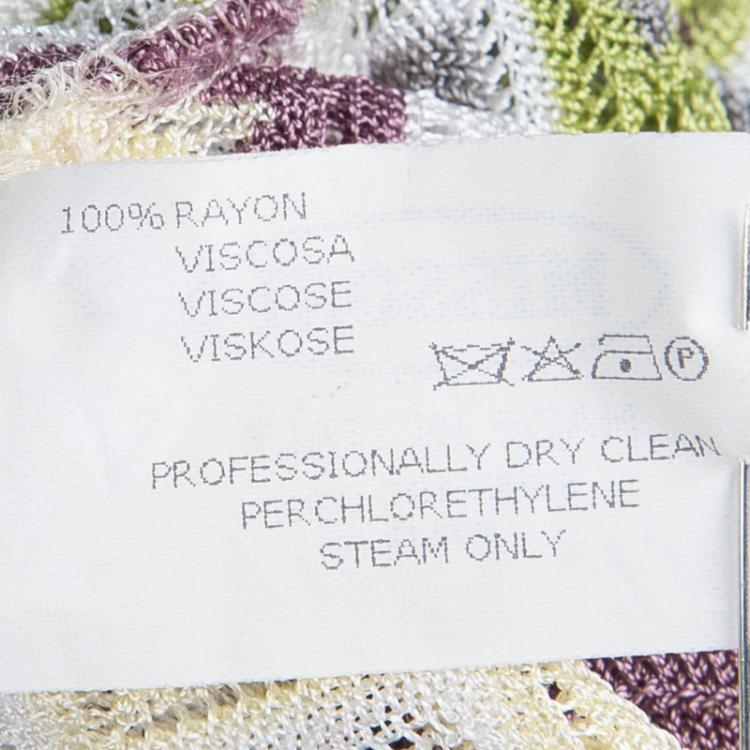 100% RAYON
VISCOSA
VISCOSE
VISKOSE
P
PROFESSIONALLY DRY CLEAN
PERCHLORETHYLENE
STEAM ONLY